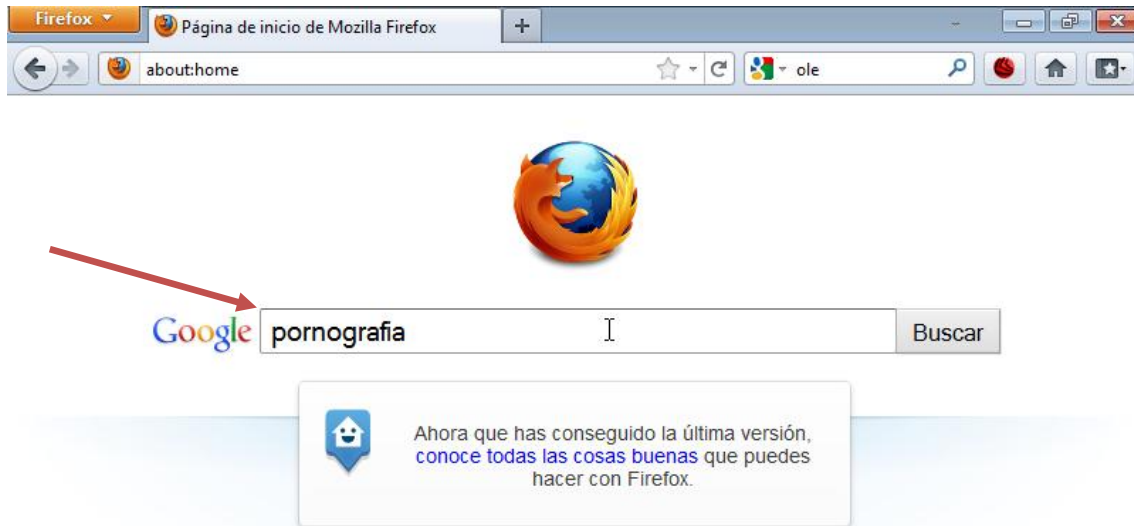 Firefox
Página de inicio de Mozilla Firefox
about:home
ole
Google pornografia Buscar
Ahora que has conseguido la última versión,
conoce todas las cosas buenas que puedes
hacer con Firefox.